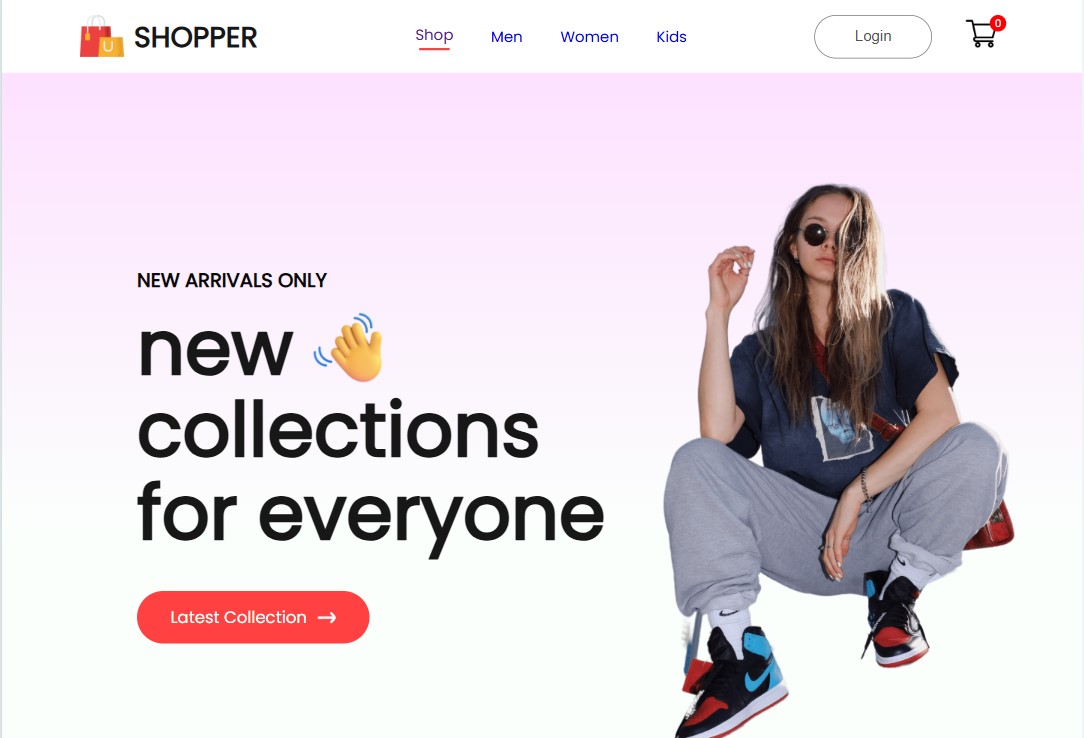 SHOPPER
Shop
Men
Women
Kids
Login
0
NEW ARRIVALS ONLY
new 👋
collections
for everyone
Latest Collection →